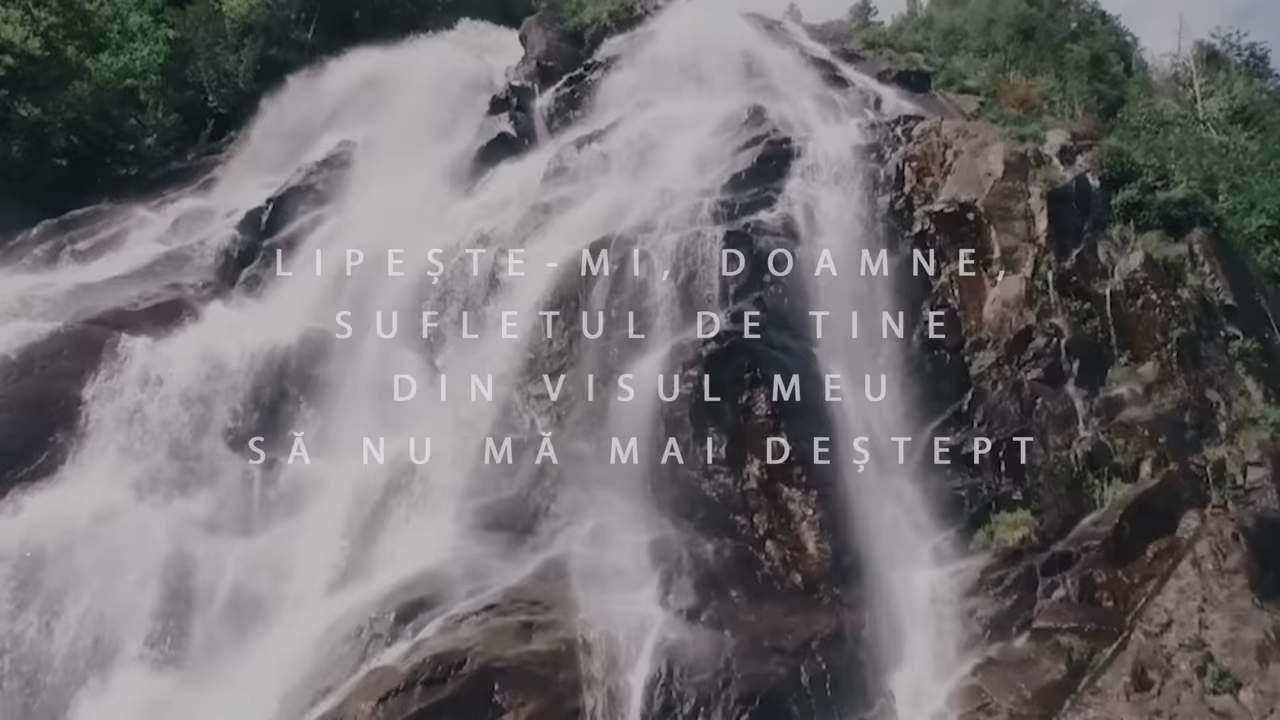 LIPEȘTE-MI, DOAMNE,
SUFLETUL DE TINE
DIN VISUL MEU
SĂ NU MĂ MAI DEȘTEPT